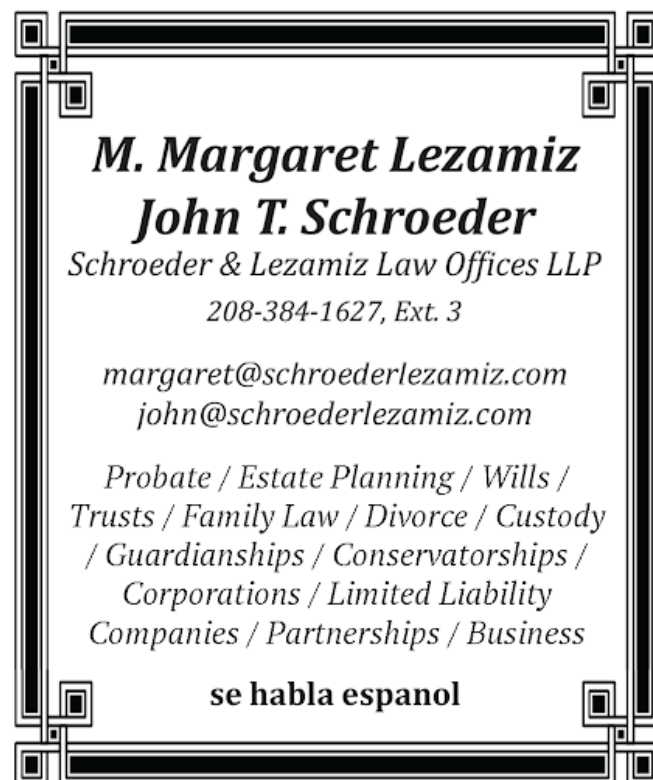 M. Margaret Lezamiz
John T. Schroeder
Schroeder & Lezamiz Law Offices LLP
208-384-1627, Ext. 3
margaret@schroederlezamiz.com
john@schroederlezamiz.com
Probate / Estate Planning / Wills /
Trusts / Family Law / Divorce / Custody
/ Guardianships / Conservatorships /
Corporations / Limited Liability
Companies / Partnerships / Business
se habla espanol